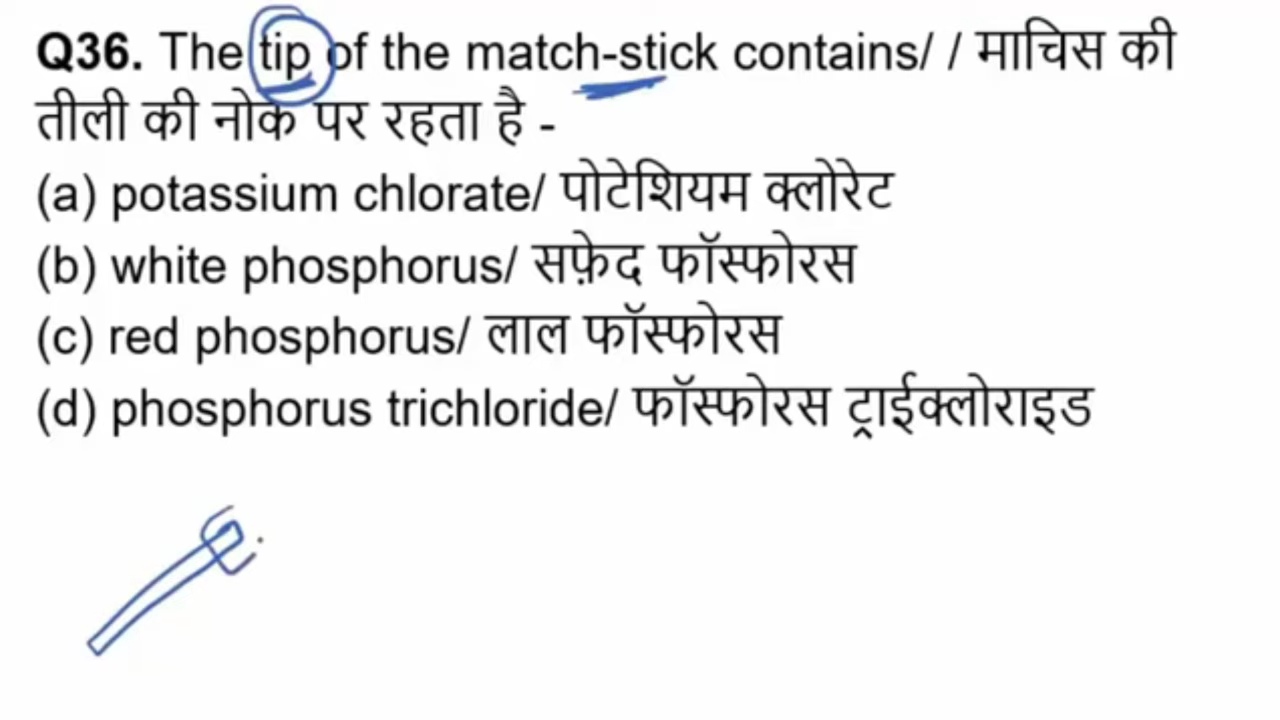 Q36. The tip of the match-stick contains/ / माचिस की
तीली की नोक पर रहता है -
(a) potassium chlorate/ पोटेशियम क्लोरेट
(b) white phosphorus/ सफ़ेद फॉस्फोरस
(c) red phosphorus/ लाल फॉस्फोरस
(d) phosphorus trichloride/ फॉस्फोरस ट्राईक्लोराइड